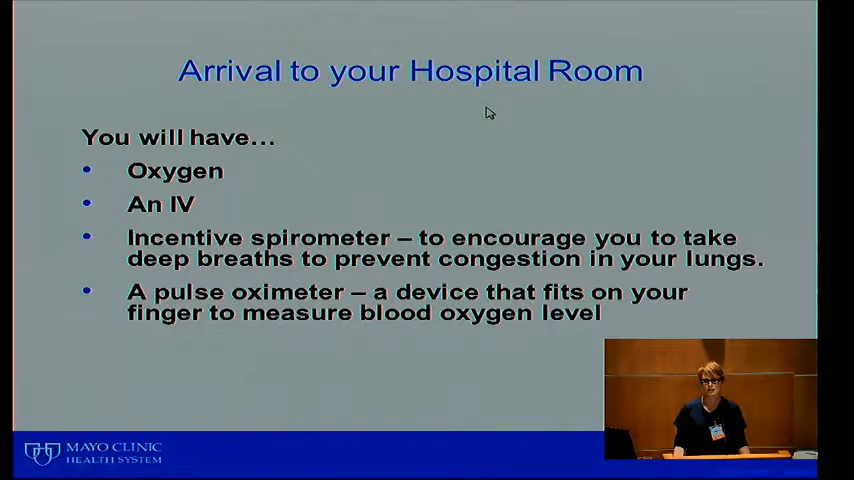 Arrival to your Hospital Room
You will have…
• Oxygen
• An IV
• Incentive spirometer – to encourage you to take
deep breaths to prevent congestion in your lungs.
• A pulse oximeter – a device that fits on your
finger to measure blood oxygen level
MAYO CLINIC
HEALTH SYSTEM